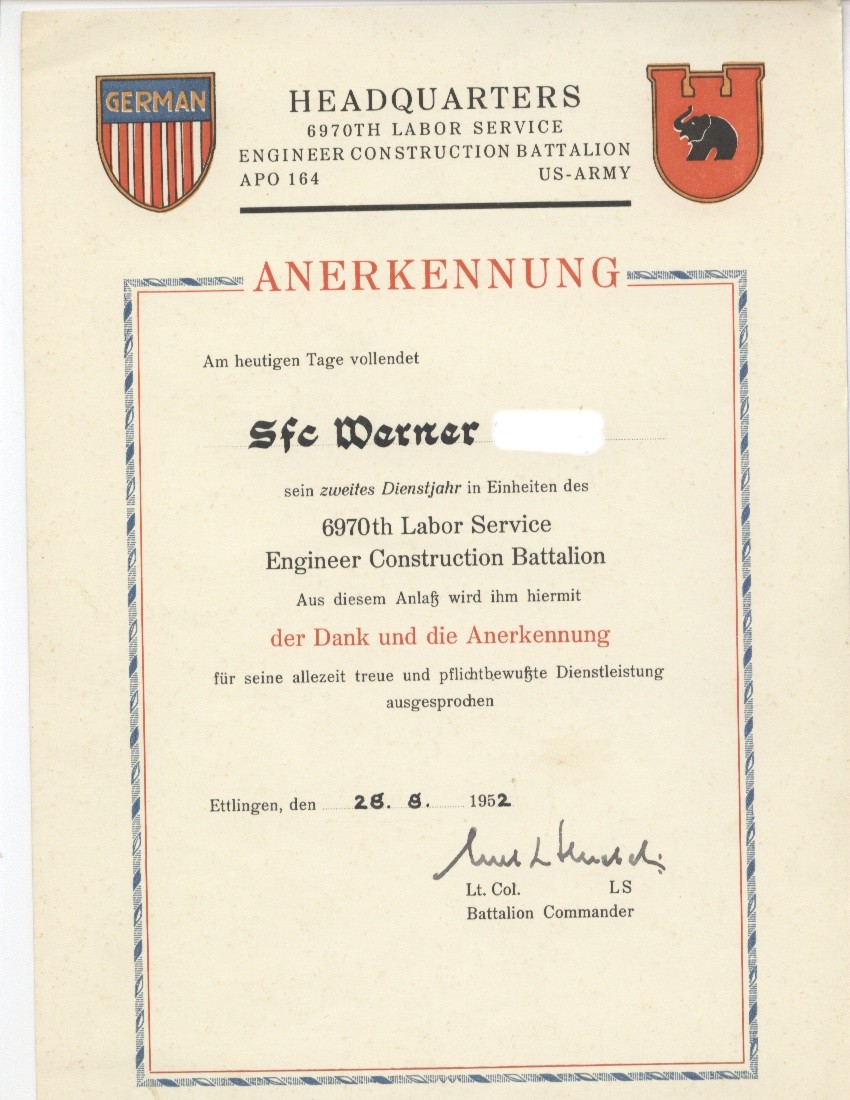 GERMAN
HEADQUARTERS
6970TH LABOR SERVICE
ENGINEER CONSTRUCTION BATTALION
APO 164 US-ARMY
ANERKENNUNG
Am heutigen Tage vollendet
Sfc Werner
sein zweites Dienstjahr in Einheiten des
6970th Labor Service
Engineer Construction Battalion
Aus diesem Anlaß wird ihm hiermit
der Dank und die Anerkennung
für seine allezeit treue und pflichtbewußte Dienstleistung
ausgesprochen
Ettlingen, den 28. 8. 1952
Lt. Col. LS
Battalion Commander